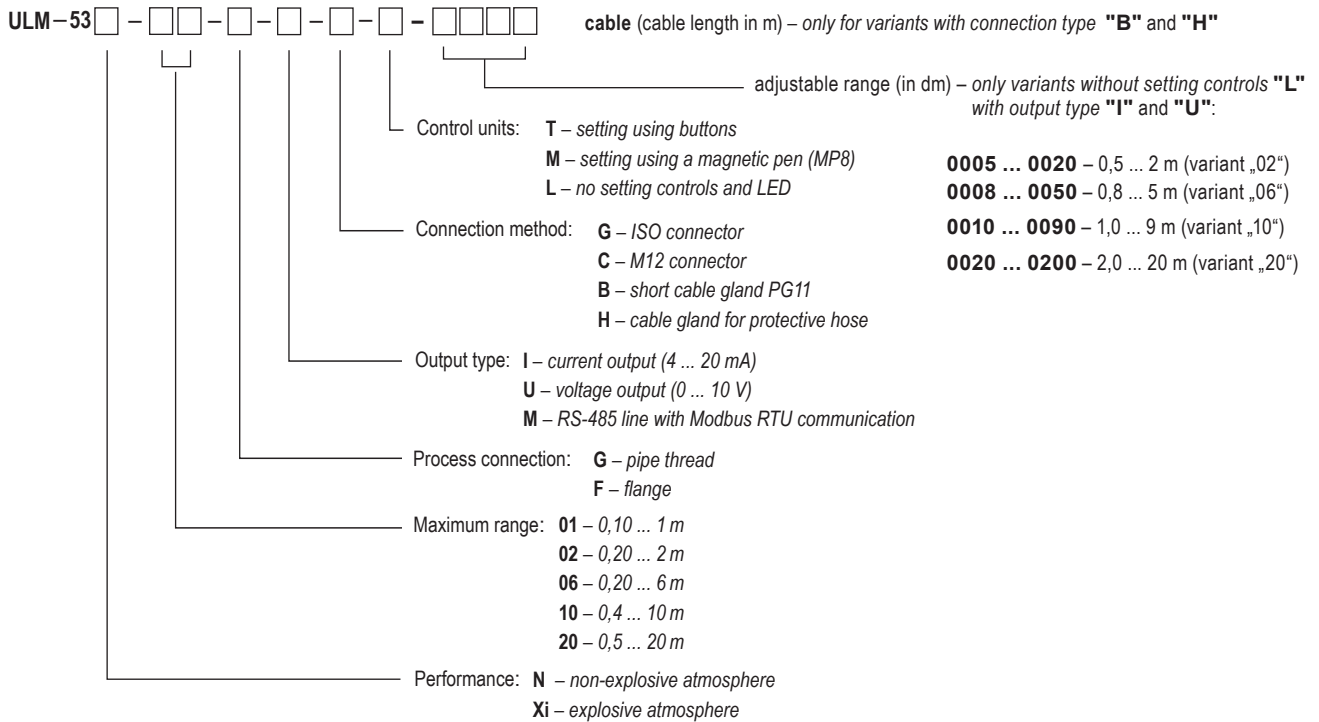 ULM–53□ – □□ – □ – □ – □ – □ – □□□□ cable (cable length in m) – only for variants with connection type "B" and "H"
adjustable range (in dm) – only variants without setting controls "L"
with output type "I" and "U":
0005 ... 0020 – 0,5 ... 2 m (variant „02“)
0008 ... 0050 – 0,8 ... 5 m (variant „06“)
0010 ... 0090 – 1,0 ... 9 m (variant „10“)
0020 ... 0200 – 2,0 ... 20 m (variant „20“)
Control units: T – setting using buttons
M – setting using a magnetic pen (MP8)
L – no setting controls and LED
Connection method: G – ISO connector
C – M12 connector
B – short cable gland PG11
H – cable gland for protective hose
Output type: I – current output (4 ... 20 mA)
U – voltage output (0 ... 10 V)
M – RS-485 line with Modbus RTU communication
Process connection: G – pipe thread
F – flange
Maximum range: 01 – 0,10 ... 1 m
02 – 0,20 ... 2 m
06 – 0,20 ... 6 m
10 – 0,4 ... 10 m
20 – 0,5 ... 20 m
Performance: N – non-explosive atmosphere
Xi – explosive atmosphere